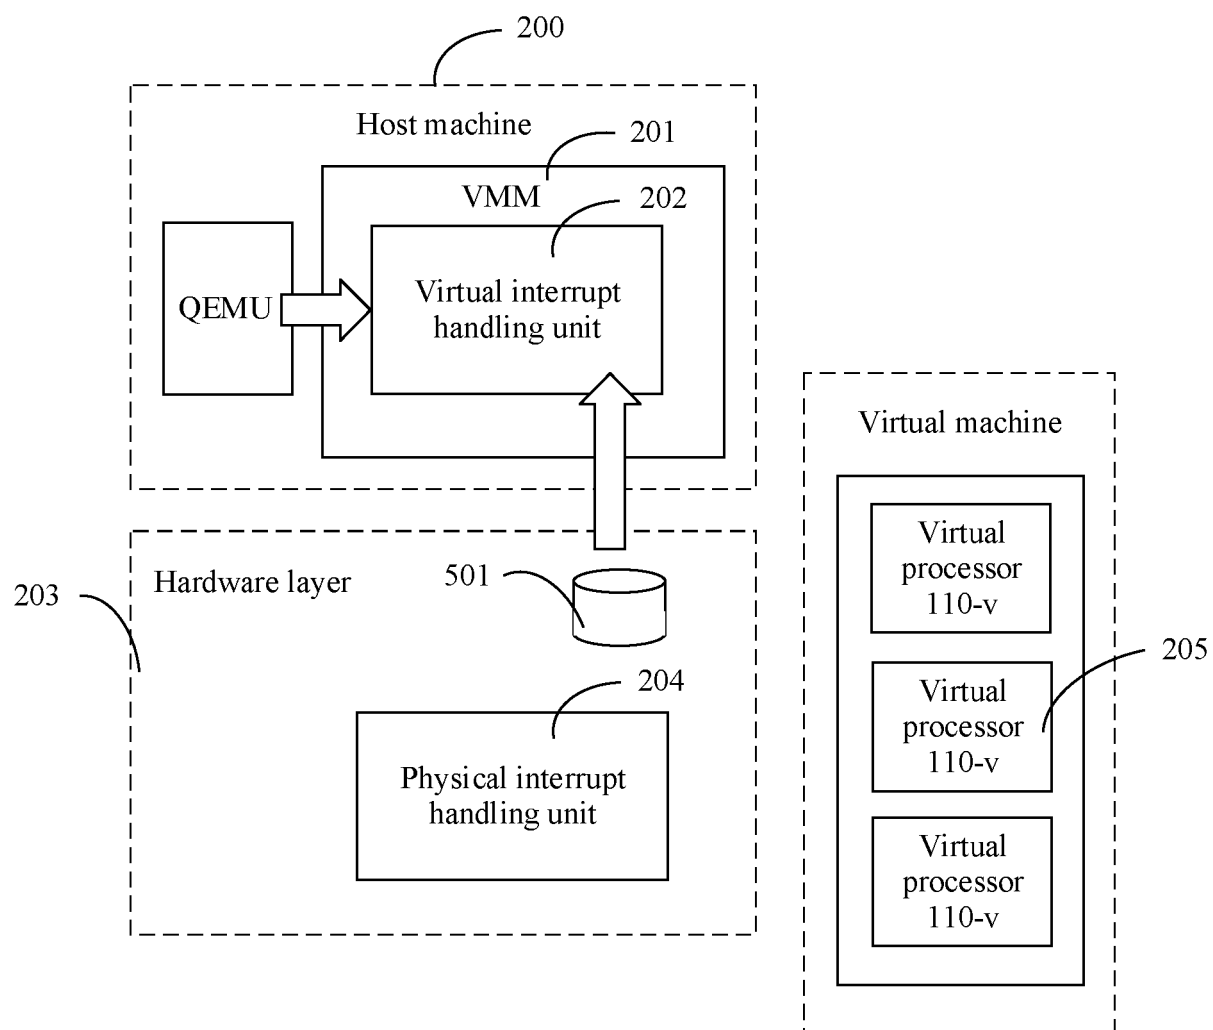 200
Host machine
201
VMM
202
QEMU
Virtual interrupt
handling unit
Virtual machine
Virtual
processor
110-v
Hardware layer
501
203
204
Virtual
processor
110-v
205
Physical interrupt
handling unit
Virtual
processor
110-v